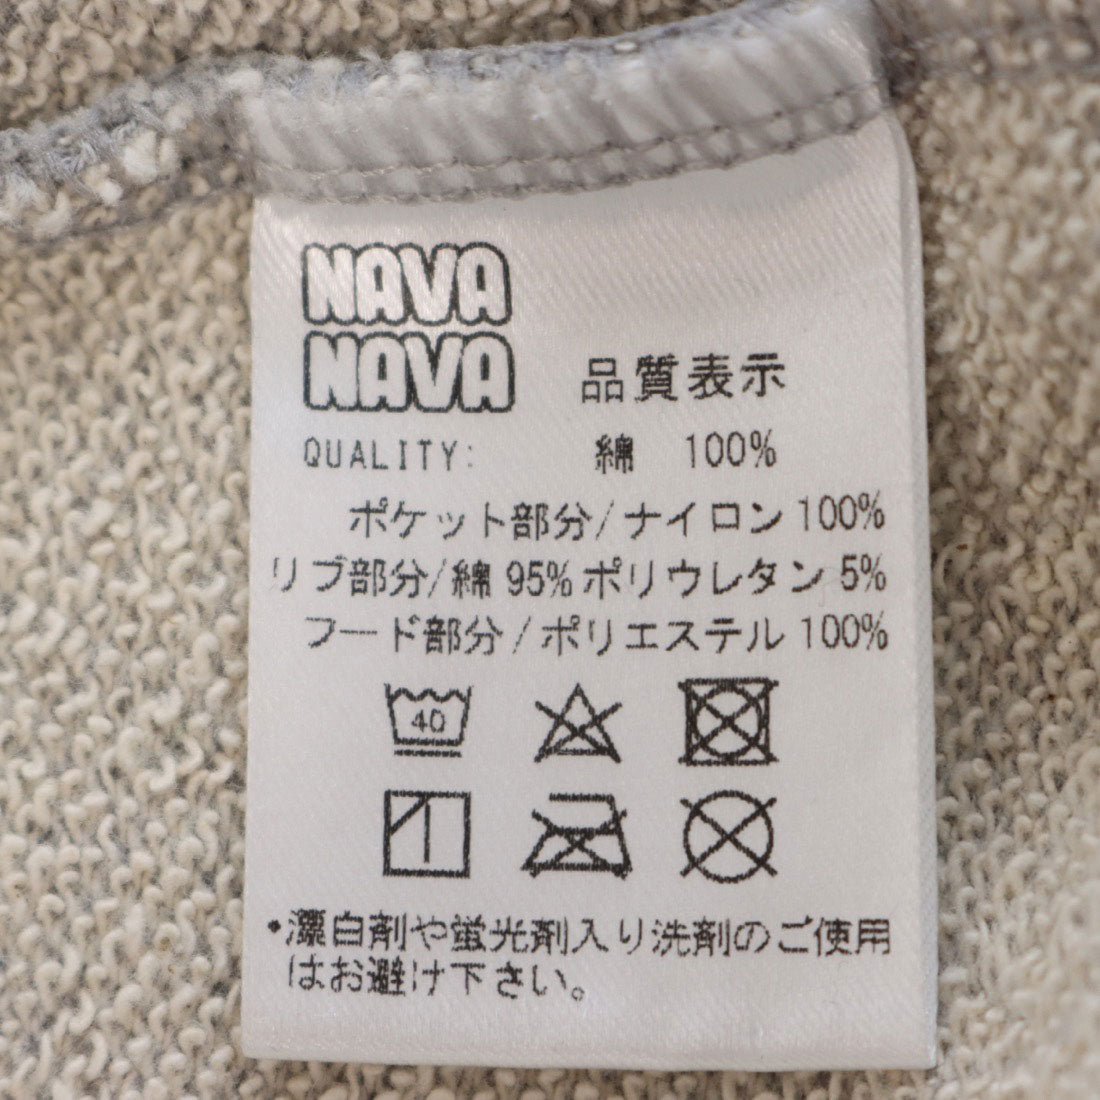 NAVA
NAVA
品質表示
QUALITY: 綿 100%
ポケット部分/ナイロン 100%
リブ部分/綿 95% ポリウレタン 5%
フード部分/ポリエステル 100%
40
•漂白剤や蛍光剤入り洗剤のご使用
はお避け下さい。